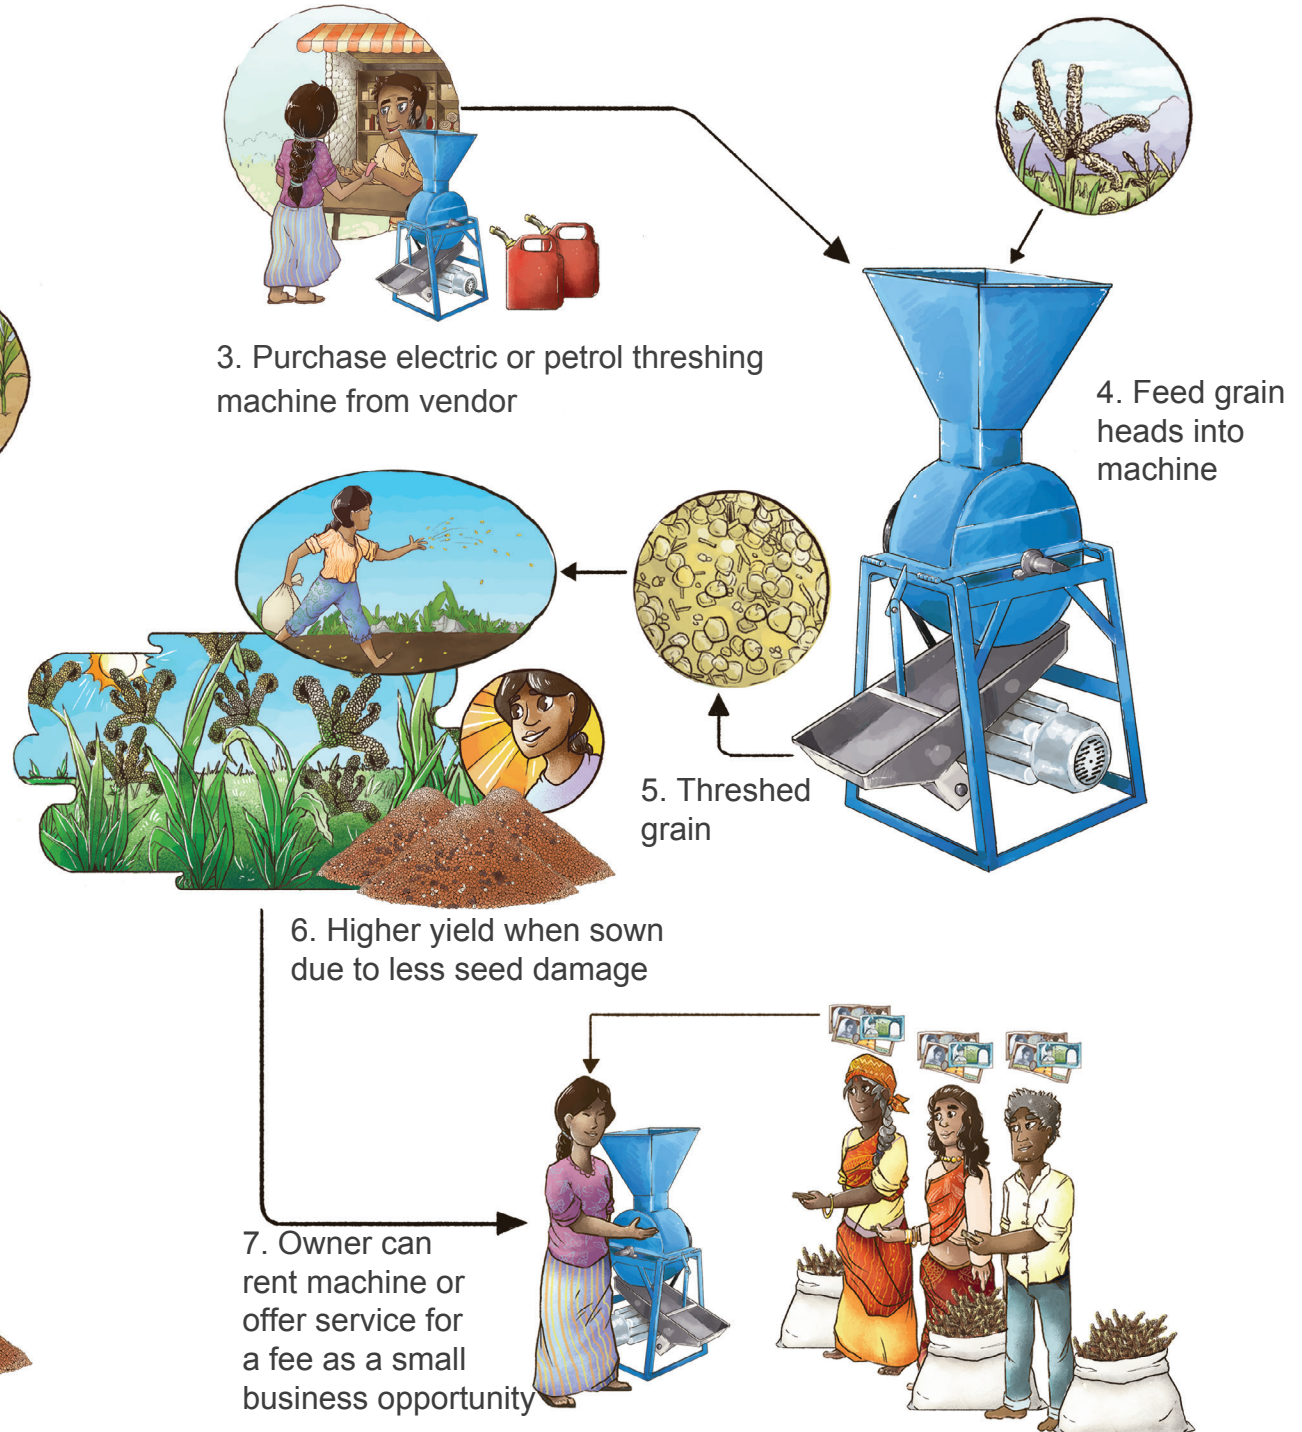 3. Purchase electric or petrol threshing
machine from vendor
4. Feed grain
heads into
machine
5. Threshed
grain
6. Higher yield when sown
due to less seed damage
7. Owner can
rent machine or
offer service for
a fee as a small
business opportunity